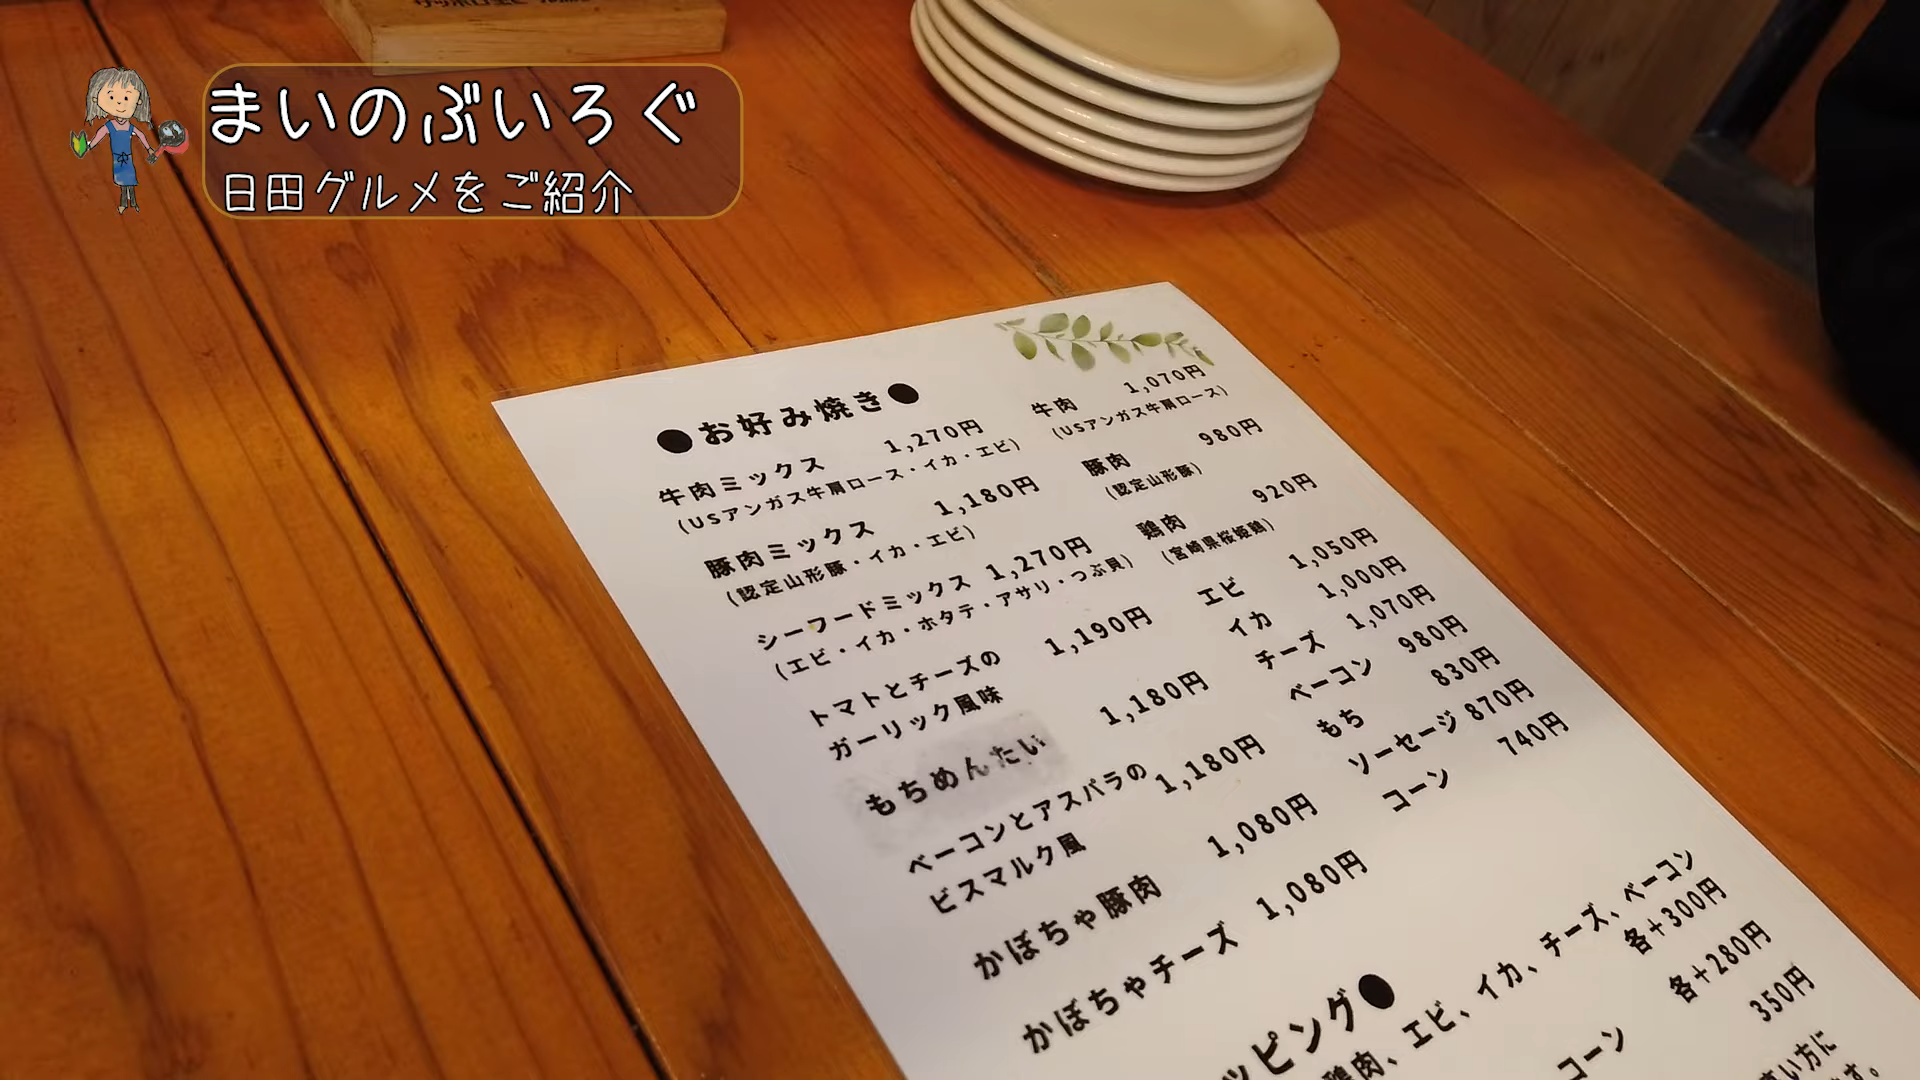 まいのぶいろぐ
日田グルメをご紹介
●お好み焼き●
牛肉ミックス 1,270円
(USアンガス牛肩ロース・イカ・エビ)
豚肉ミックス 1,180円
(認定山形豚・イカ・エビ)
シーフードミックス 1,270円
(エビ・イカ・ホタテ・アサリ・つぶ貝)
トマトとチーズの
ガーリック風味 1,190円
もちめんたい 1,180円
ベーコンとアスパラの
ビスマルク風 1,180円
かぼちゃ豚肉 1,080円
かぼちゃチーズ 1,080円
牛肉 1,070円
(USアンガス牛肩ロース)
豚肉 980円
(認定山形豚)
鶏肉 920円
(宮崎県桜姫鶏)
エビ 1,050円
イカ 1,000円
チーズ 1,070円
ベーコン 980円
もち 830円
ソーセージ 870円
コーン 740円
ッピング●
鶏肉、エビ、イカ、チーズ、ベーコン
各+300円
各+280円
コーン 350円